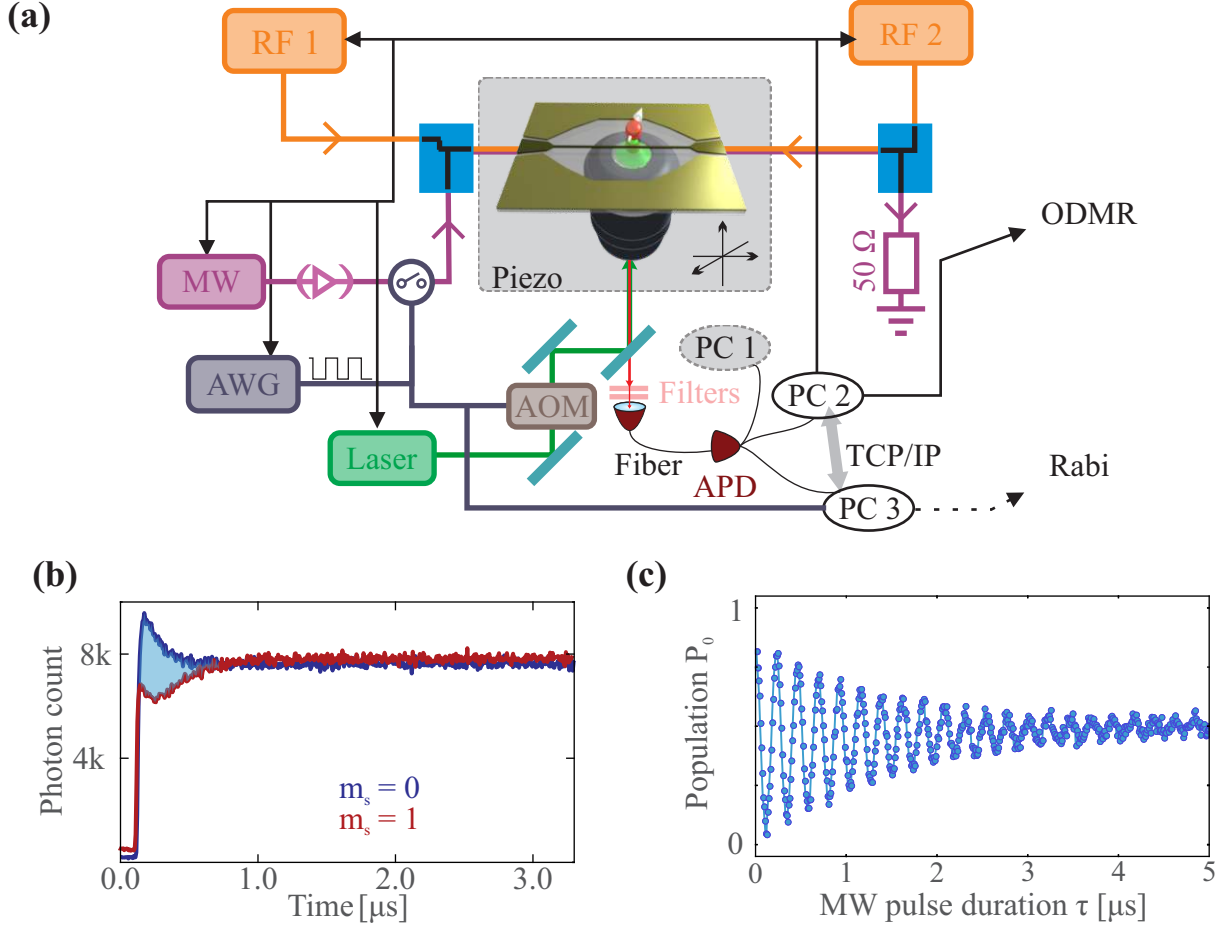 (a)
RF 1
RF 2
ODMR
50 Ω
MW
Piezo
PC 1
AWG
AOM
Filters
PC 2
Laser
Fiber
APD
TCP/IP
Rabi
PC 3
(b)
8k
4k
Photon count
m_s = 0
m_s = 1
0.0 1.0 2.0 3.0
Time [μs]
(c)
1
0
Population P_0
0 1 2 3 4 5
MW pulse duration τ [μs]